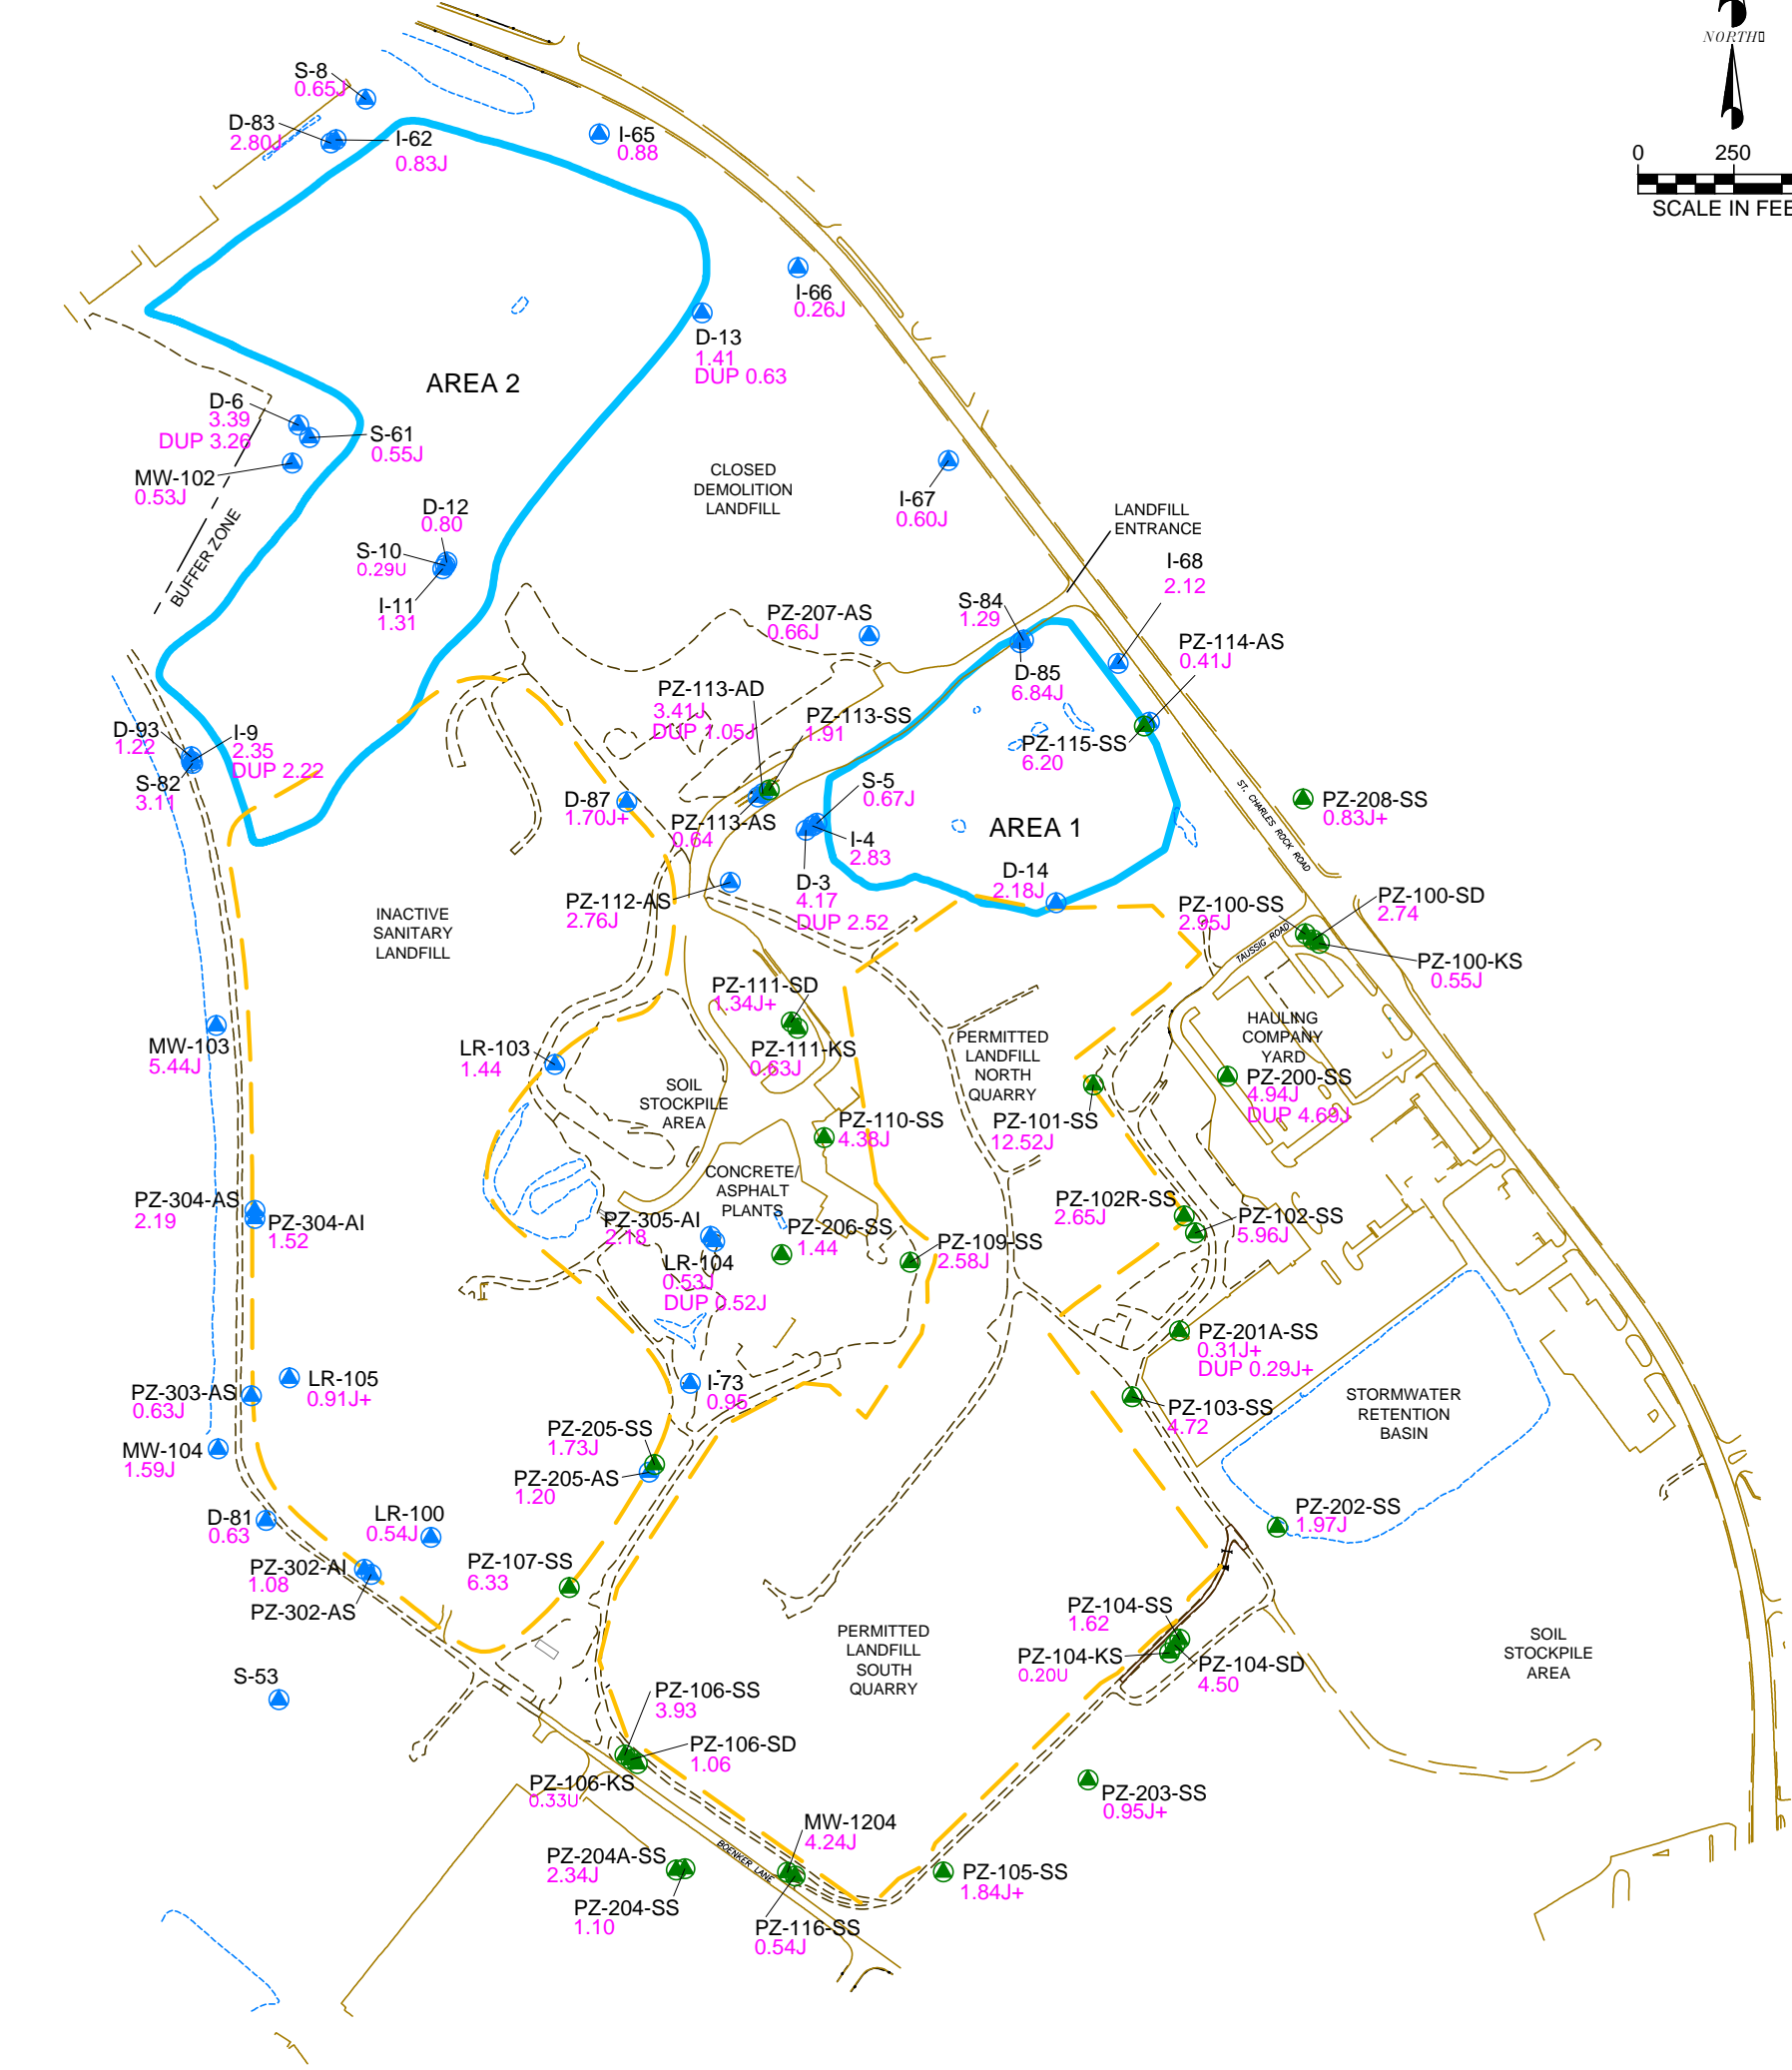 NORTH
0 250
SCALE IN FEE
S-8
0.65J
D-83
2.80J
I-62
0.83J
I-65
0.88
I-66
0.26J
D-13
1.41
DUP 0.63
AREA 2
D-6
3.39
DUP 3.26
S-61
0.55J
MW-102
0.53J
BUFFER ZONE
D-12
0.80
S-10
0.29U
I-11
1.31
CLOSED
DEMOLITION
LANDFILL
I-67
0.60J
LANDFILL
ENTRANCE
I-68
2.12
S-84
1.29
PZ-207-AS
0.66J
D-85
6.84J
PZ-114-AS
0.41J
PZ-115-SS
6.20
PZ-113-AD
3.41J
DUP 1.05J
PZ-113-SS
1.91
D-93
1.22
I-9
2.35
DUP 2.22
S-82
3.11
D-87
1.70J+
PZ-113-AS
0.64
S-5
0.67J
I-4
2.83
AREA 1
ST. CHARLES ROCK ROAD
PZ-208-SS
0.83J+
D-3
4.17
DUP 2.52
D-14
2.18J
PZ-112-AS
2.76J
PZ-100-SS
2.95J
PZ-100-SD
2.74
PZ-100-KS
0.55J
TAUSSIG ROAD
INACTIVE
SANITARY
LANDFILL
PZ-111-SD
1.34J+
PZ-111-KS
0.63J
MW-103
5.44J
LR-103
1.44
SOIL
STOCKPILE
AREA
PERMITTED
LANDFILL
NORTH
QUARRY
HAULING
COMPANY
YARD
PZ-200-SS
4.94J
DUP 4.69J
PZ-101-SS
12.52J
PZ-110-SS
4.38J
CONCRETE/
ASPHALT
PLANTS
PZ-304-AS
2.19
PZ-304-AI
1.52
PZ-305-AI
2.18
LR-104
0.53J
DUP 0.52J
PZ-206-SS
1.44
PZ-109-SS
2.58J
PZ-102R-SS
2.65J
PZ-102-SS
5.96J
PZ-201A-SS
0.31J+
DUP 0.29J+
PZ-103-SS
4.72
STORMWATER
RETENTION
BASIN
LR-105
0.91J+
PZ-303-AS
0.63J
I-73
0.95
MW-104
1.59J
PZ-205-SS
1.73J
PZ-205-AS
1.20
D-81
0.63
LR-100
0.54J
PZ-202-SS
1.97J
PZ-302-AI
1.08
PZ-302-AS
PZ-107-SS
6.33
PZ-104-SS
1.62
PZ-104-KS
0.20U
PZ-104-SD
4.50
PERMITTED
LANDFILL
SOUTH
QUARRY
SOIL
STOCKPILE
AREA
S-53
PZ-106-SS
3.93
PZ-106-SD
1.06
PZ-106-KS
0.33U
PZ-203-SS
0.95J+
MW-1204
4.24J
BOENKER LANE
PZ-204A-SS
2.34J
PZ-204-SS
1.10
PZ-105-SS
1.84J+
PZ-116-SS
0.54J